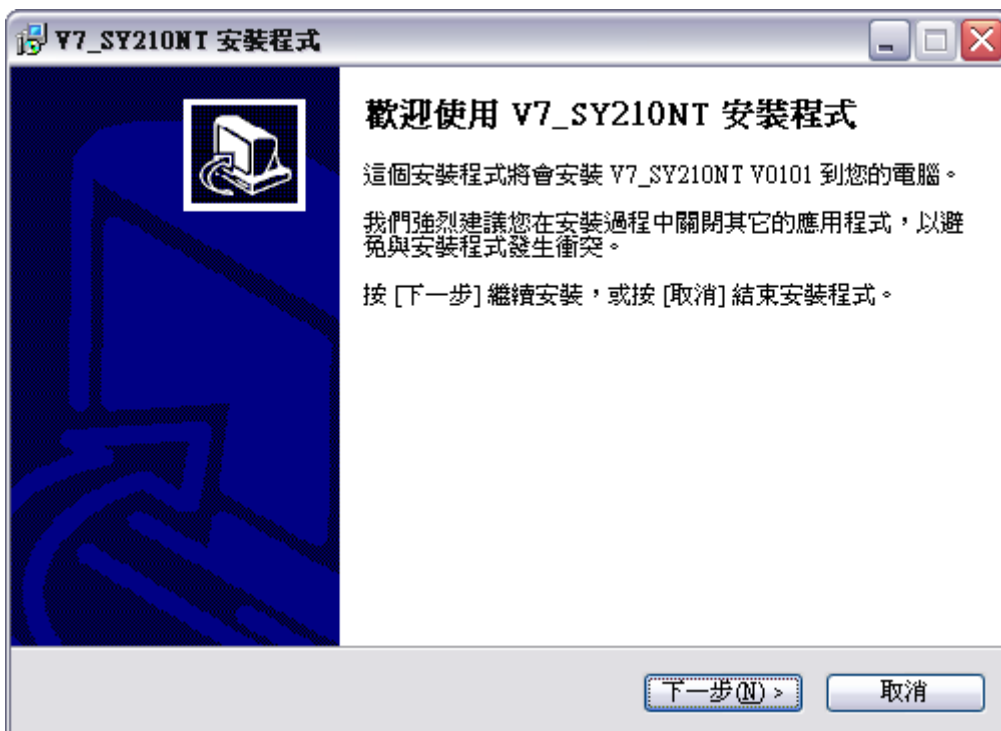 V7_SY210NT 安裝程式
歡迎使用 V7_SY210NT 安裝程式
這個安裝程式將會安裝 V7_SY210NT V0101 到您的電腦。
我們強烈建議您在安裝過程中關閉其它的應用程式，以避
免與安裝程式發生衝突。
按 [下一步] 繼續安裝，或按 [取消] 結束安裝程式。
下一步(N) >
取消